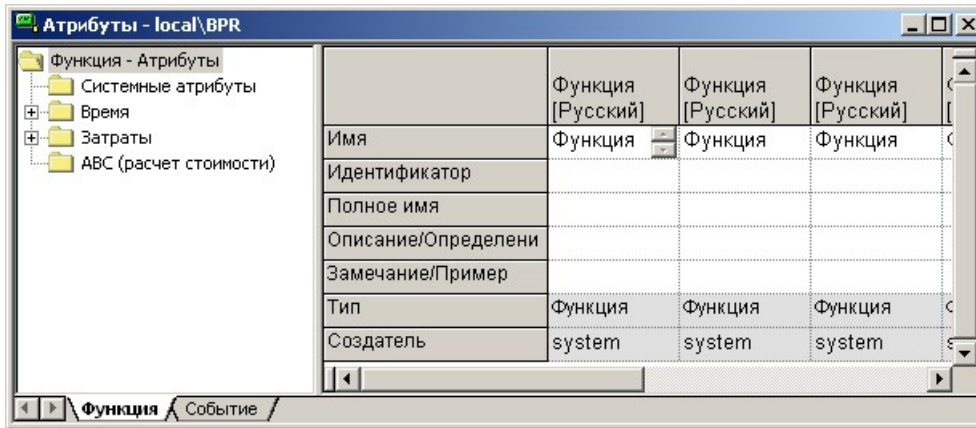 Атрибуты - local\BPR
Функция - Атрибуты
Системные атрибуты
Время
Затраты
ABC (расчет стоимости)
Функция Функция Функция
[Русский] [Русский] [Русский] [
Имя Функция Функция Функция
Идентификатор
Полное имя
Описание/Определени
Замечание/Пример
Тип Функция Функция Функция
Создатель system system system
Функция Событие